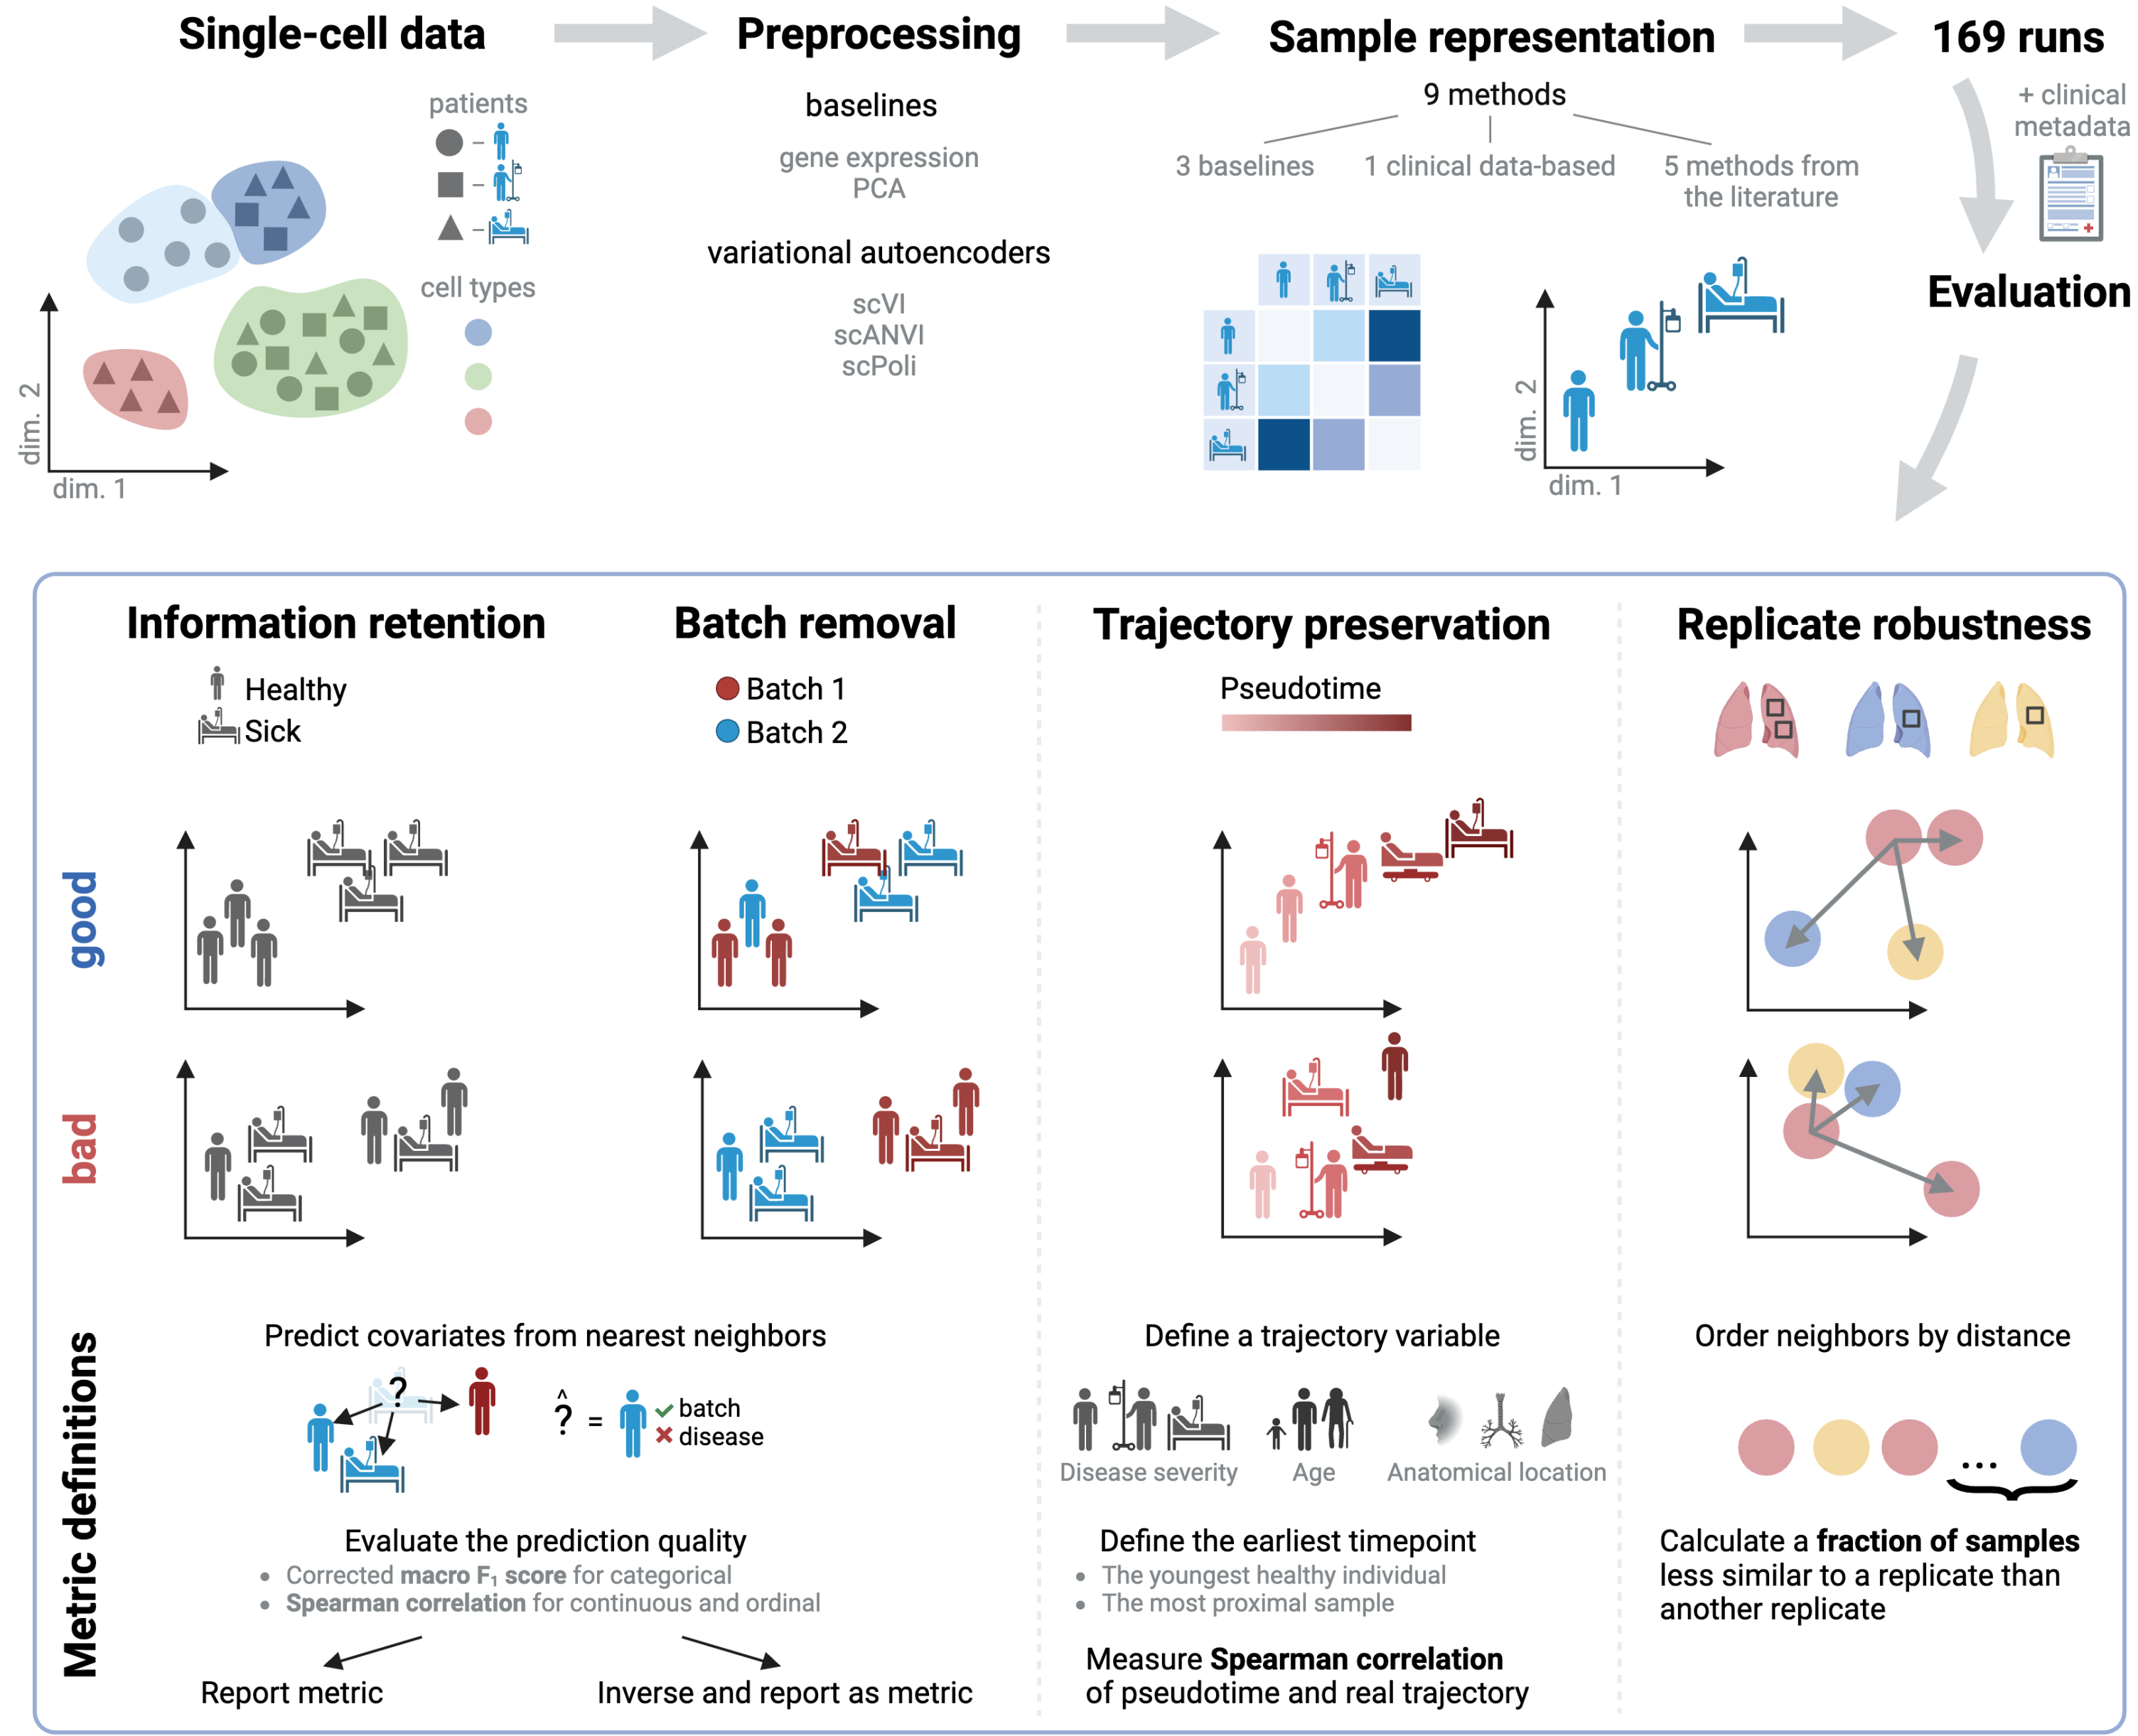 Single-cell data
Preprocessing
Sample representation
169 runs
patients
cell types
dim. 2
dim. 1
baselines
gene expression
PCA
variational autoencoders
scVI
scANVI
scPoli
9 methods
3 baselines
1 clinical data-based
5 methods from
the literature
dim. 2
dim. 1
+ clinical
metadata
Evaluation
Information retention
Healthy
Sick
Batch removal
Batch 1
Batch 2
Trajectory preservation
Pseudotime
Replicate robustness
good
bad
Metric definitions
Predict covariates from nearest neighbors
?
^
? =
batch
disease
Evaluate the prediction quality
• Corrected macro F₁ score for categorical
• Spearman correlation for continuous and ordinal
Report metric
Inverse and report as metric
Define a trajectory variable
Disease severity
Age
Anatomical location
Define the earliest timepoint
• The youngest healthy individual
• The most proximal sample
Measure Spearman correlation
of pseudotime and real trajectory
Order neighbors by distance
...
Calculate a fraction of samples
less similar to a replicate than
another replicate